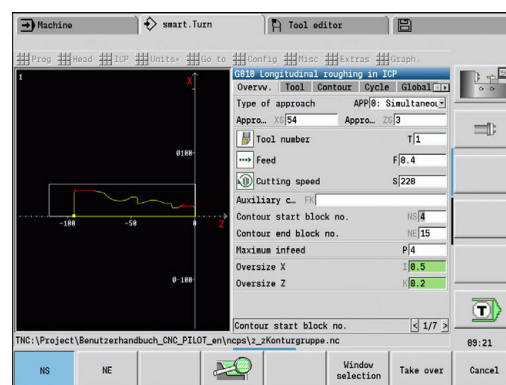 Machine
smart.Turn
Tool editor
Prog Head ICP Units» Go to Config Misc Extras Graph.
1
X
Ø100
-100 -50 0 Z
Ø-100
G810 Longitudinal roughing in ICP
Overvw. Tool Contour Cycle Global
Type of approach APP 0: Simultaneou
Appro… XS 54 Appro… ZS 3
Tool number T 1
Feed F 0.4
Cutting speed S 220
Auxiliary c… FK
Contour start block no. NS 4
Contour end block no. NE 15
Maximum infeed P 4
Oversize X I 0.5
Oversize Z K 0.2
Contour start block no. < 1/7 >
T
TNC:\Project\Benutzerhandbuch_CNC_PILOT_en\ncps\z_zKonturgruppe.nc
09:21
NS
NE
Window selection
Take over
Cancel